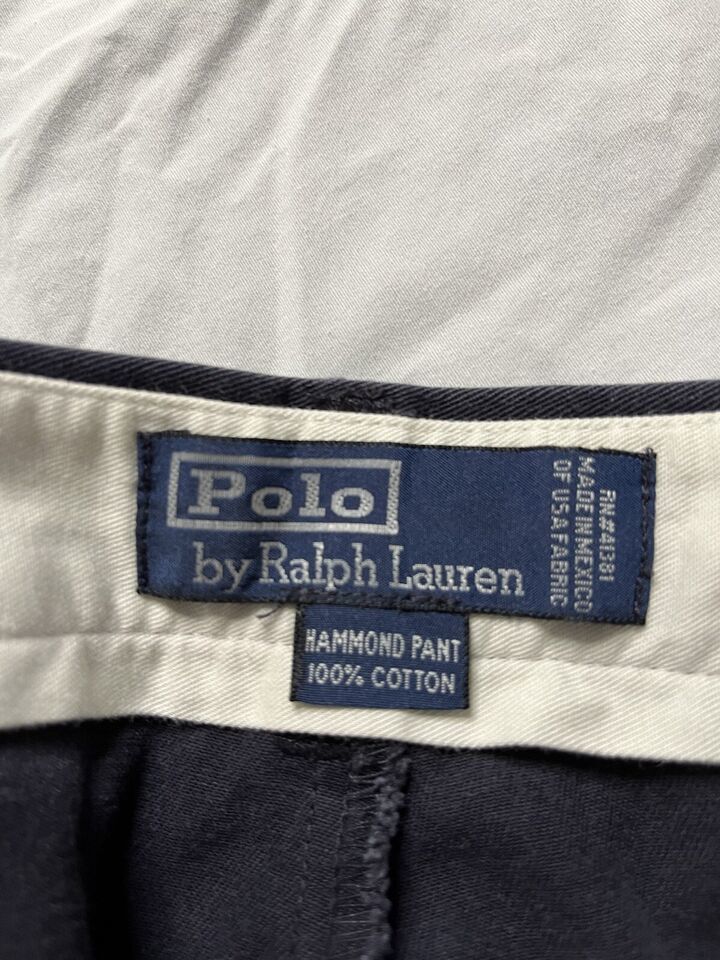 Polo
by Ralph Lauren
RN#41381
MADE IN MEXICO
OF USA FABRIC
HAMMOND PANT
100% COTTON